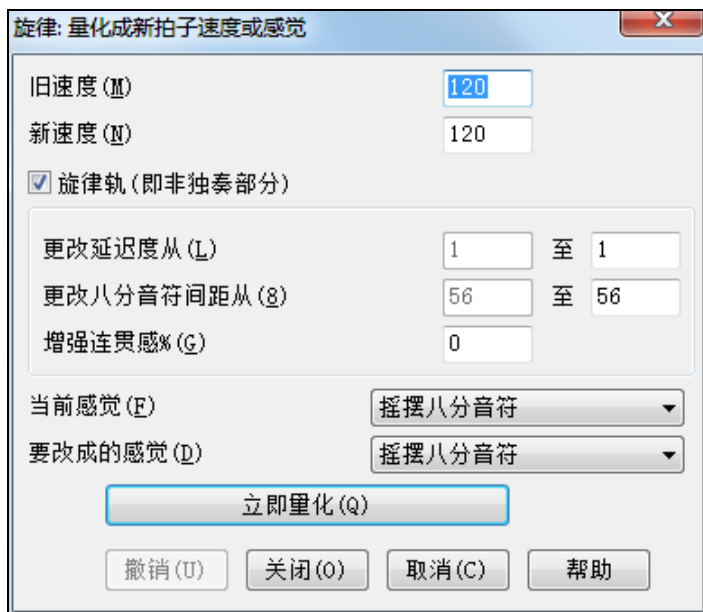 旋律: 量化成新拍子速度或感觉
旧速度(M) 120
新速度(N) 120
旋律轨(即非独奏部分)
更改延迟度从(L) 1 至 1
更改八分音符间距从(8) 56 至 56
增强连贯感%(G) 0
当前感觉(F) 摇摆八分音符
要改成的感觉(D) 摇摆八分音符
立即量化(Q)
撤销(U) 关闭(O) 取消(C) 帮助